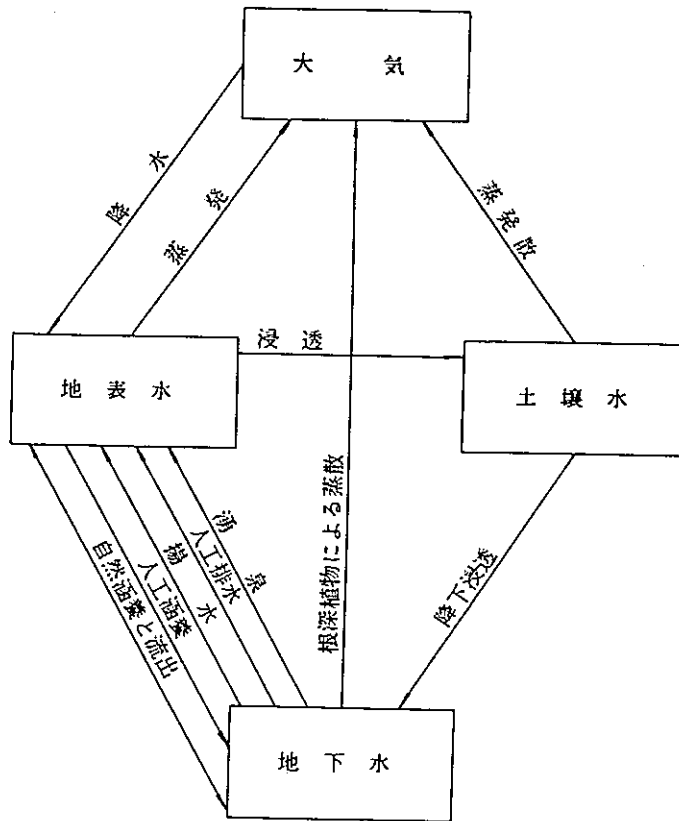 大気
降水
蒸発
蒸発散
浸透
地表水
土壌水
根深植物による蒸散
湧泉
人工排水
揚水
人工涵養
自然涵養と流出
降下浸透
地下水